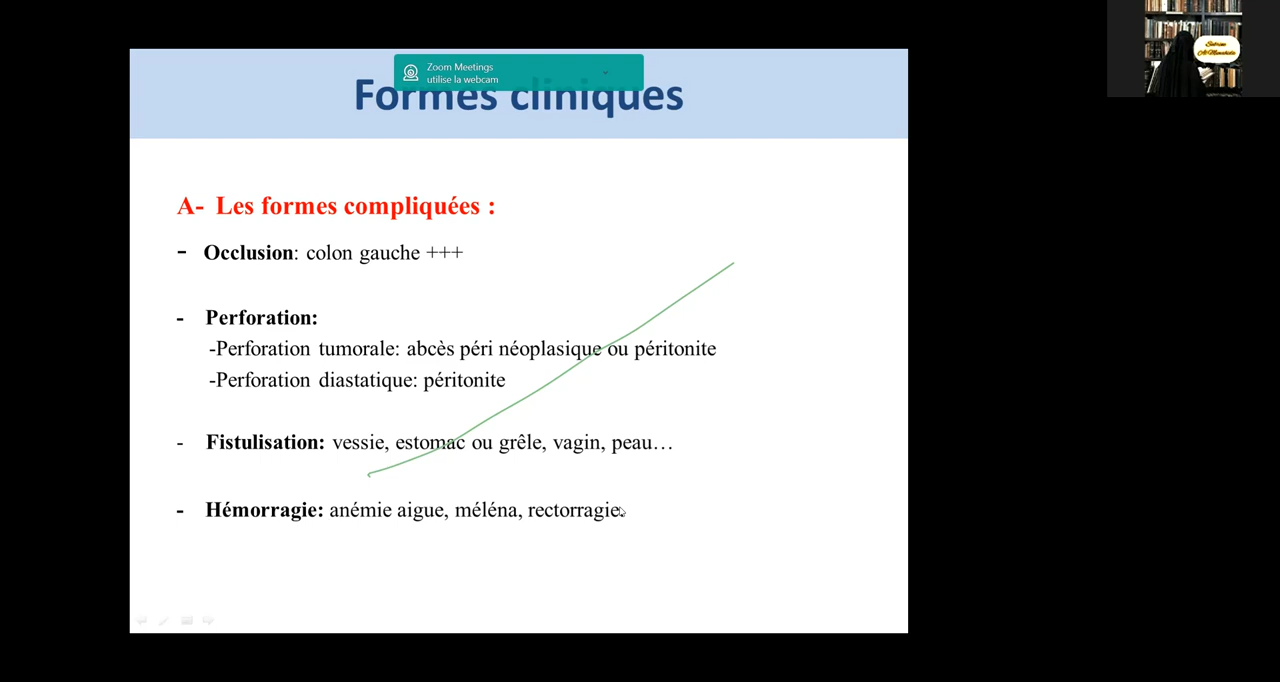 Zoom Meetings
utilise la webcam
Formes cliniques
A- Les formes compliquées :
- Occlusion: colon gauche +++
- Perforation:
-Perforation tumorale: abcès péri néoplasique ou péritonite
-Perforation diastatique: péritonite
- Fistulisation: vessie, estomac ou grêle, vagin, peau…
- Hémorragie: anémie aigue, méléna, rectorragie.